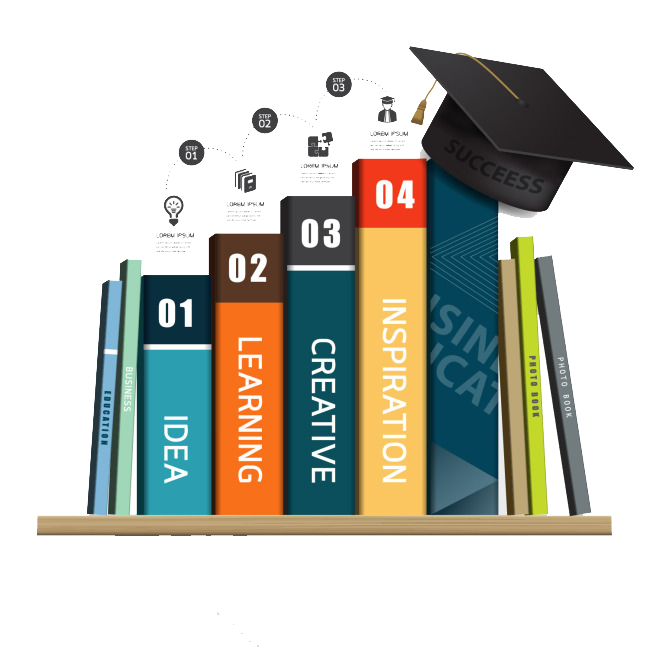 STEP
03
STEP
02
STEP
01
LOREM IPSUM
LOREM IPSUM
LOREM IPSUM
LOREM IPSUM
SUCCEESS
01
02
03
04
EDUCATION
BUSINESS
IDEA
LEARNING
CREATIVE
INSPIRATION
PHOTO BOOK
PHOTO BOOK